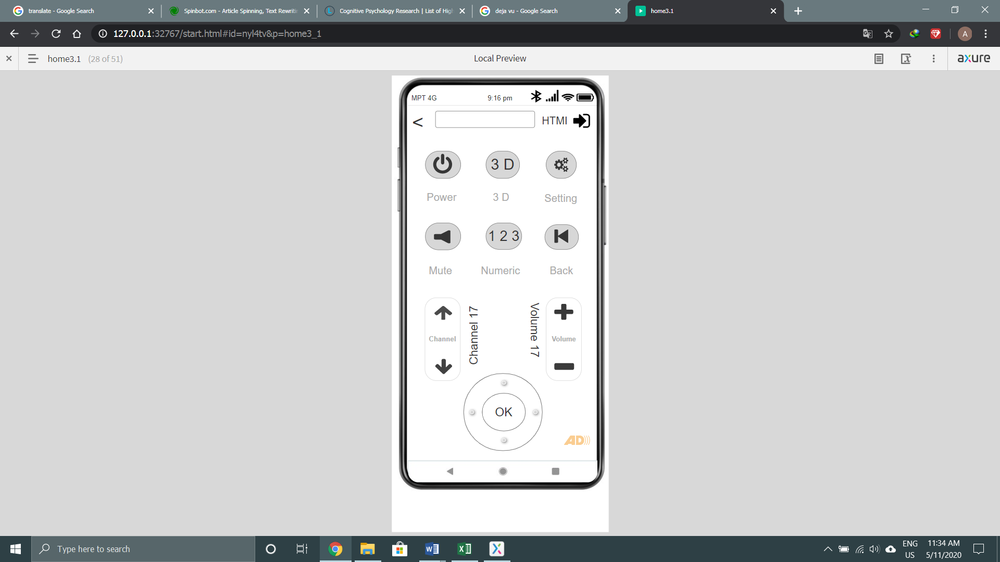 translate - Google Search
Spinbot.com - Article Spinning, Text Rewriti
Cognitive Psychology Research | List of Hig
deja vu - Google Search
home3.1
127.0.0.1:32767/start.html#id=nyl4tv&p=home3_1
A
home3.1 (28 of 51)
Local Preview
axure
MPT 4G
9:16 pm
<
HTMI
3 D
Power
3 D
Setting
1 2 3
Mute
Numeric
Back
Channel
Channel 17
Volume 17
Volume
OK
AD
Type here to search
ENG
US
11:34 AM
5/11/2020